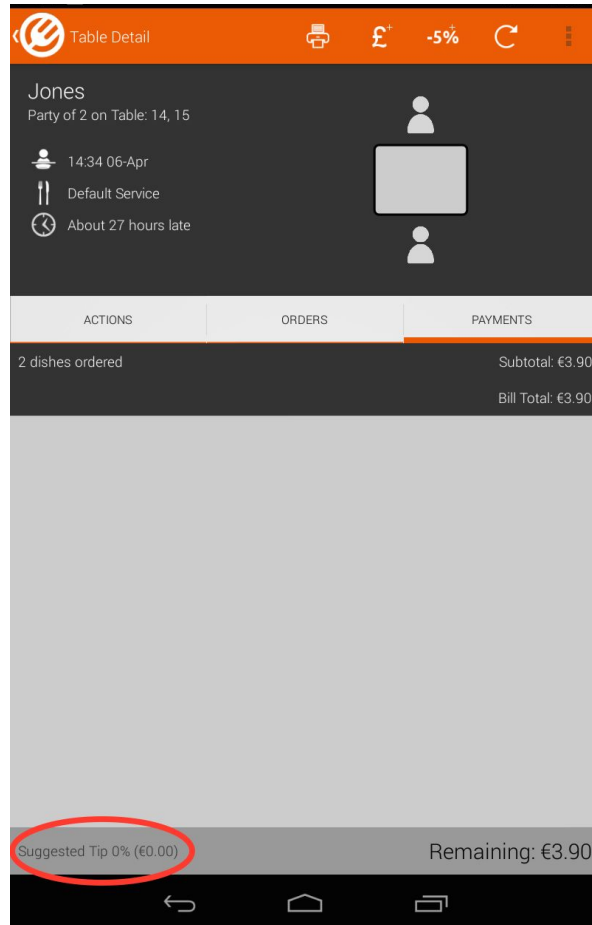 Table Detail
£+
-5%+
Jones
Party of 2 on Table: 14, 15
14:34 06-Apr
Default Service
About 27 hours late
ACTIONS ORDERS PAYMENTS
2 dishes ordered Subtotal: €3.90
Bill Total: €3.90
Suggested Tip 0% (€0.00) Remaining: €3.90